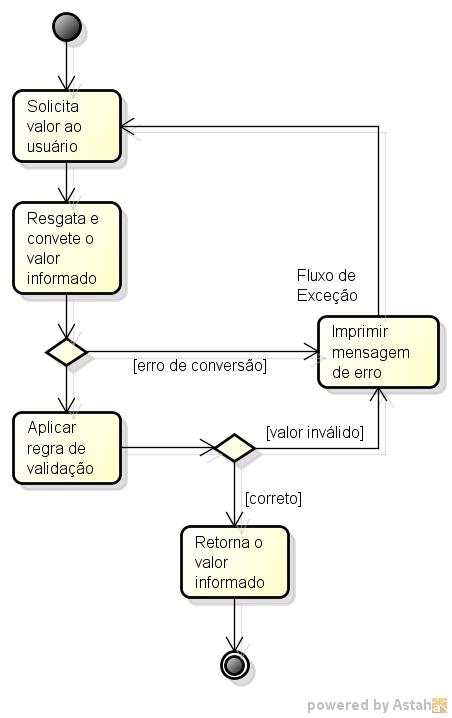 Solicita
valor ao
usuário
Resgata e
convete o
valor
informado
Fluxo de
Exceção
Imprimir
mensagem
de erro
[erro de conversão]
Aplicar
regra de
validação
[valor inválido]
[correto]
Retorna o
valor
informado
powered by Astah